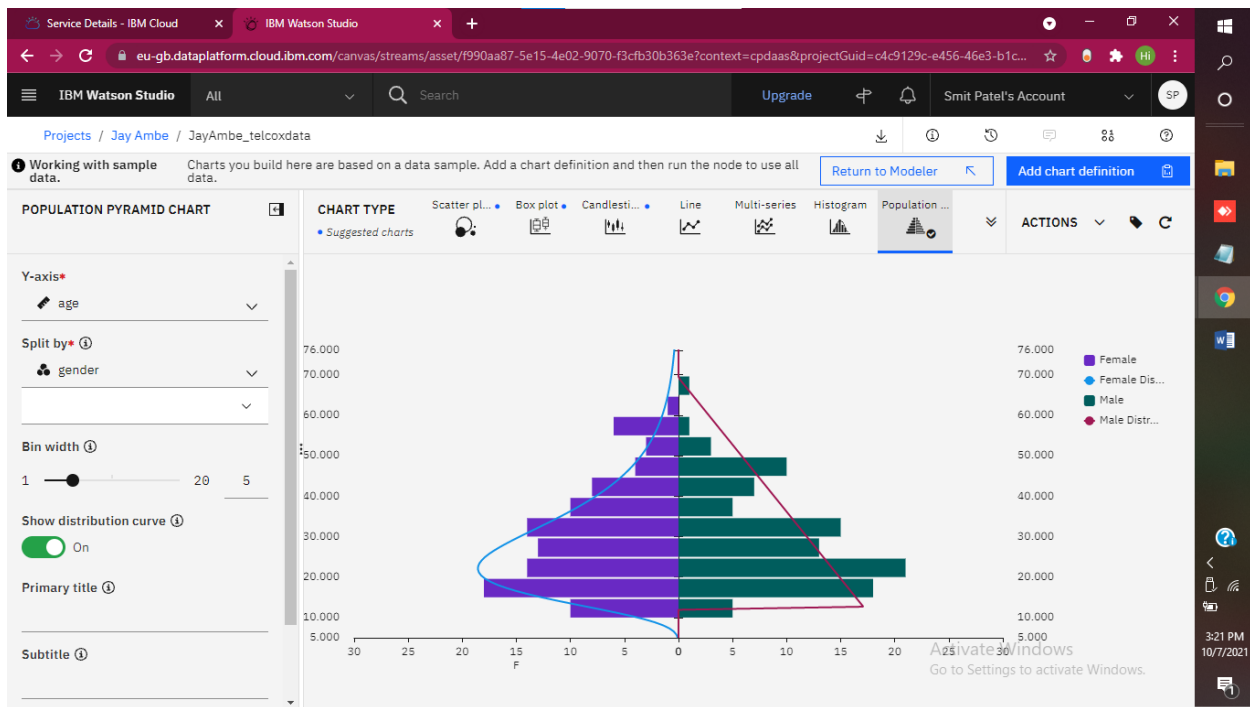 Service Details - IBM Cloud
IBM Watson Studio
eu-gb.dataplatform.cloud.ibm.com/canvas/streams/asset/f990aa87-5e15-4e02-9070-f3cfb30b363e?context=cpdaas&projectGuid=c4c9129c-e456-46e3-b1c...
Hi
IBM Watson Studio
All
Search
Upgrade
Smit Patel's Account
SP
Projects / Jay Ambe / JayAmbe_telcoxdata
Working with sample data.
Charts you build here are based on a data sample. Add a chart definition and then run the node to use all
data.
Return to Modeler
Add chart definition
POPULATION PYRAMID CHART
CHART TYPE
• Suggested charts
Scatter pl... •
Box plot •
Candlesti... •
Line
Multi-series
Histogram
Population ...
ACTIONS
Y-axis*
age
Split by*
gender
Bin width
1 20 5
Show distribution curve
On
Primary title
Subtitle
76.000
70.000
60.000
50.000
40.000
30.000
20.000
10.000
5.000
30 25 20 15 10 5 0 5 10 15 20 25 30
F
76.000
70.000
60.000
50.000
40.000
30.000
20.000
10.000
5.000
Female
Female Dis...
Male
Male Distr...
Activate Windows
Go to Settings to activate Windows.
3:21 PM
10/7/2021
1